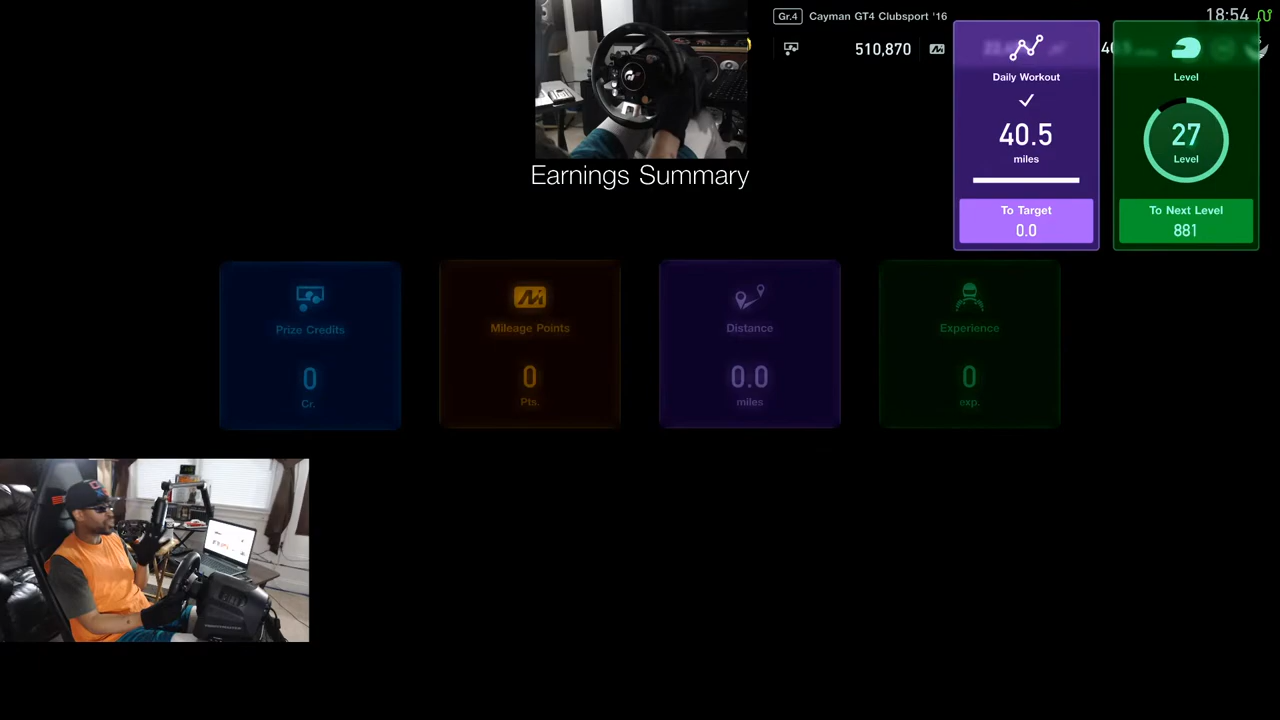 Gr.4 Cayman GT4 Clubsport '16
18:54
510,870
Daily Workout
40.5
miles
To Target
0.0
Level
27
Level
To Next Level
881
Earnings Summary
Prize Credits
0
Cr.
Mileage Points
0
Pts.
Distance
0.0
miles
Experience
0
exp.